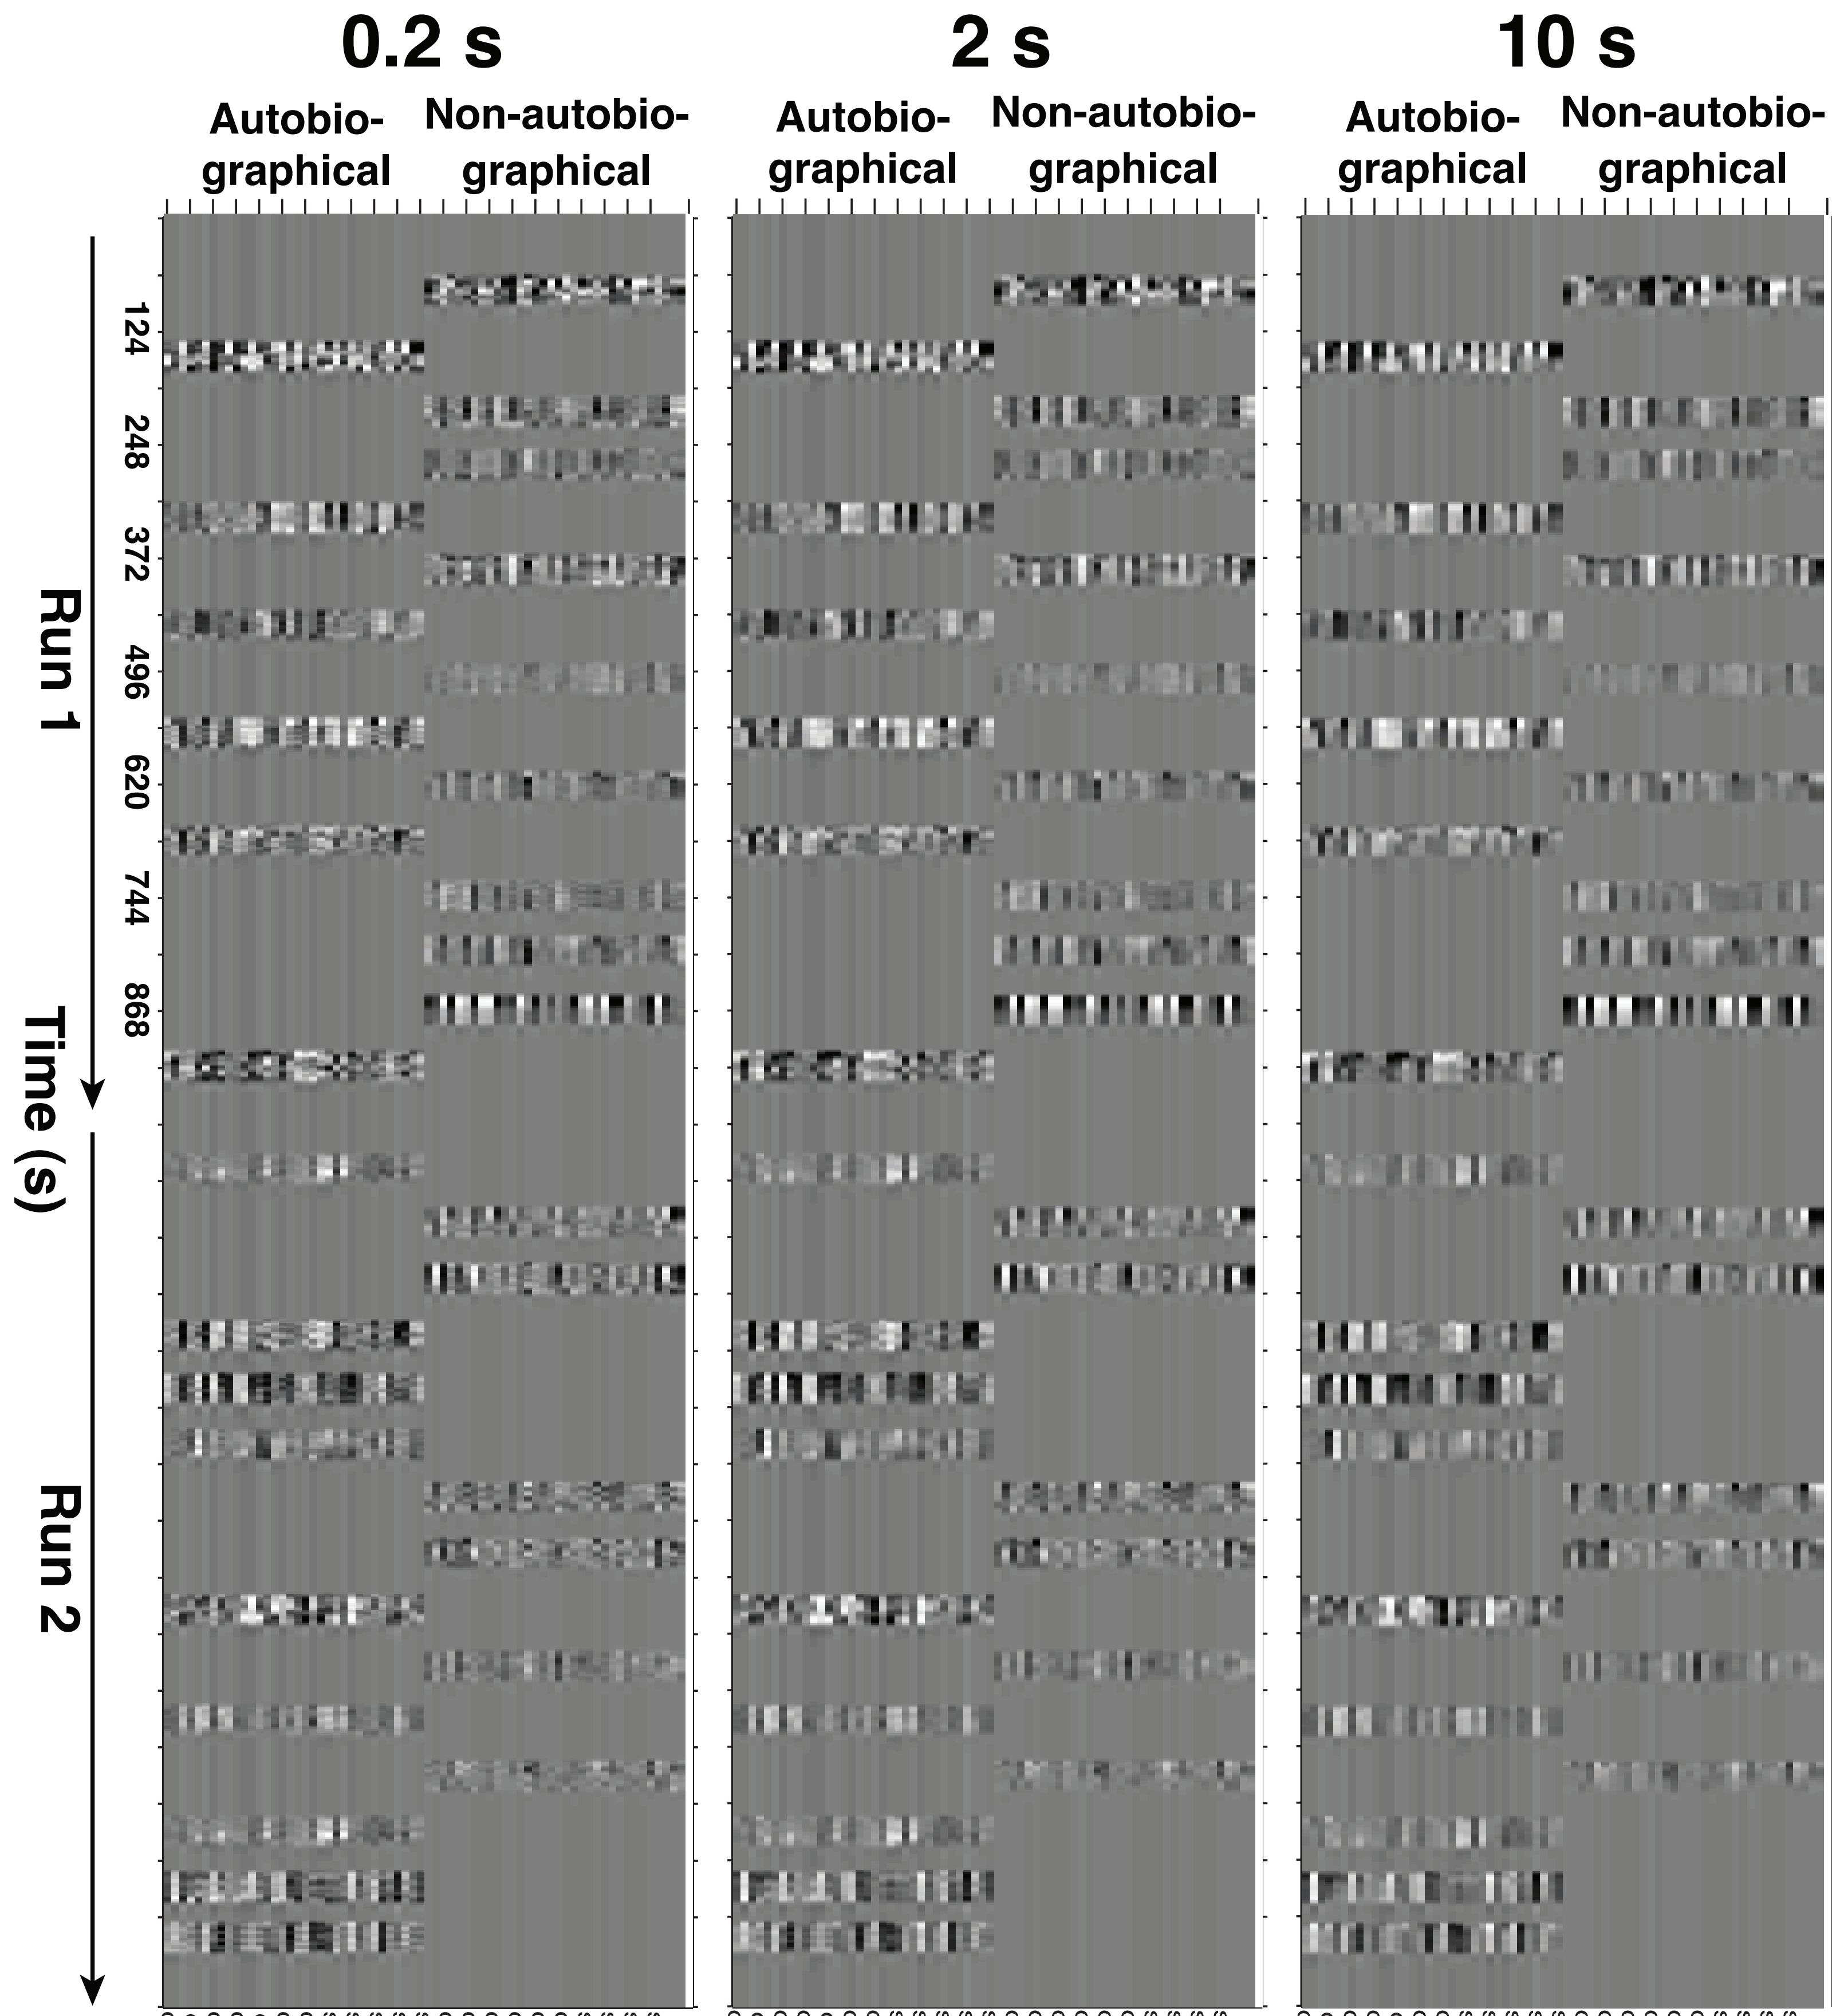 0.2 s
2 s
10 s
Autobio-
graphical
Non-autobio-
graphical
Autobio-
graphical
Non-autobio-
graphical
Autobio-
graphical
Non-autobio-
graphical
124
248
372
496
620
744
868
Run 1
Time (s)
Run 2